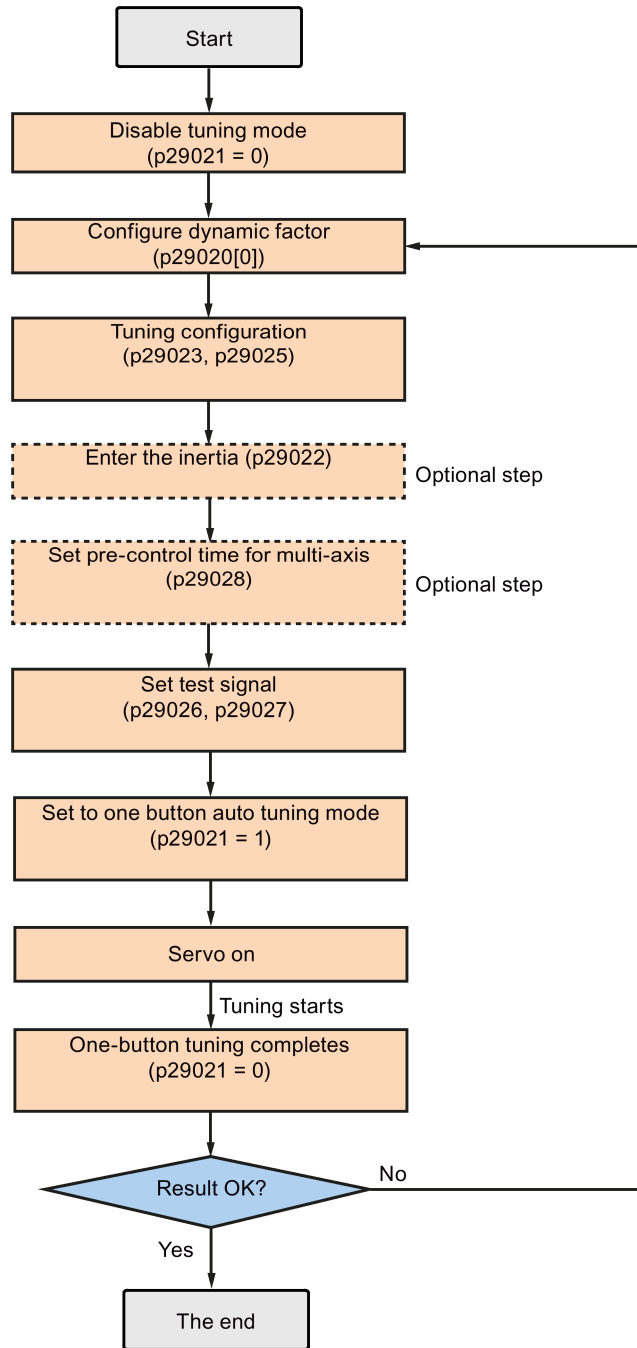 Start
Disable tuning mode
(p29021 = 0)
Configure dynamic factor
(p29020[0])
Tuning configuration
(p29023, p29025)
Enter the inertia (p29022)
Optional step
Set pre-control time for multi-axis
(p29028)
Optional step
Set test signal
(p29026, p29027)
Set to one button auto tuning mode
(p29021 = 1)
Servo on
Tuning starts
One-button tuning completes
(p29021 = 0)
Result OK?
No
Yes
The end